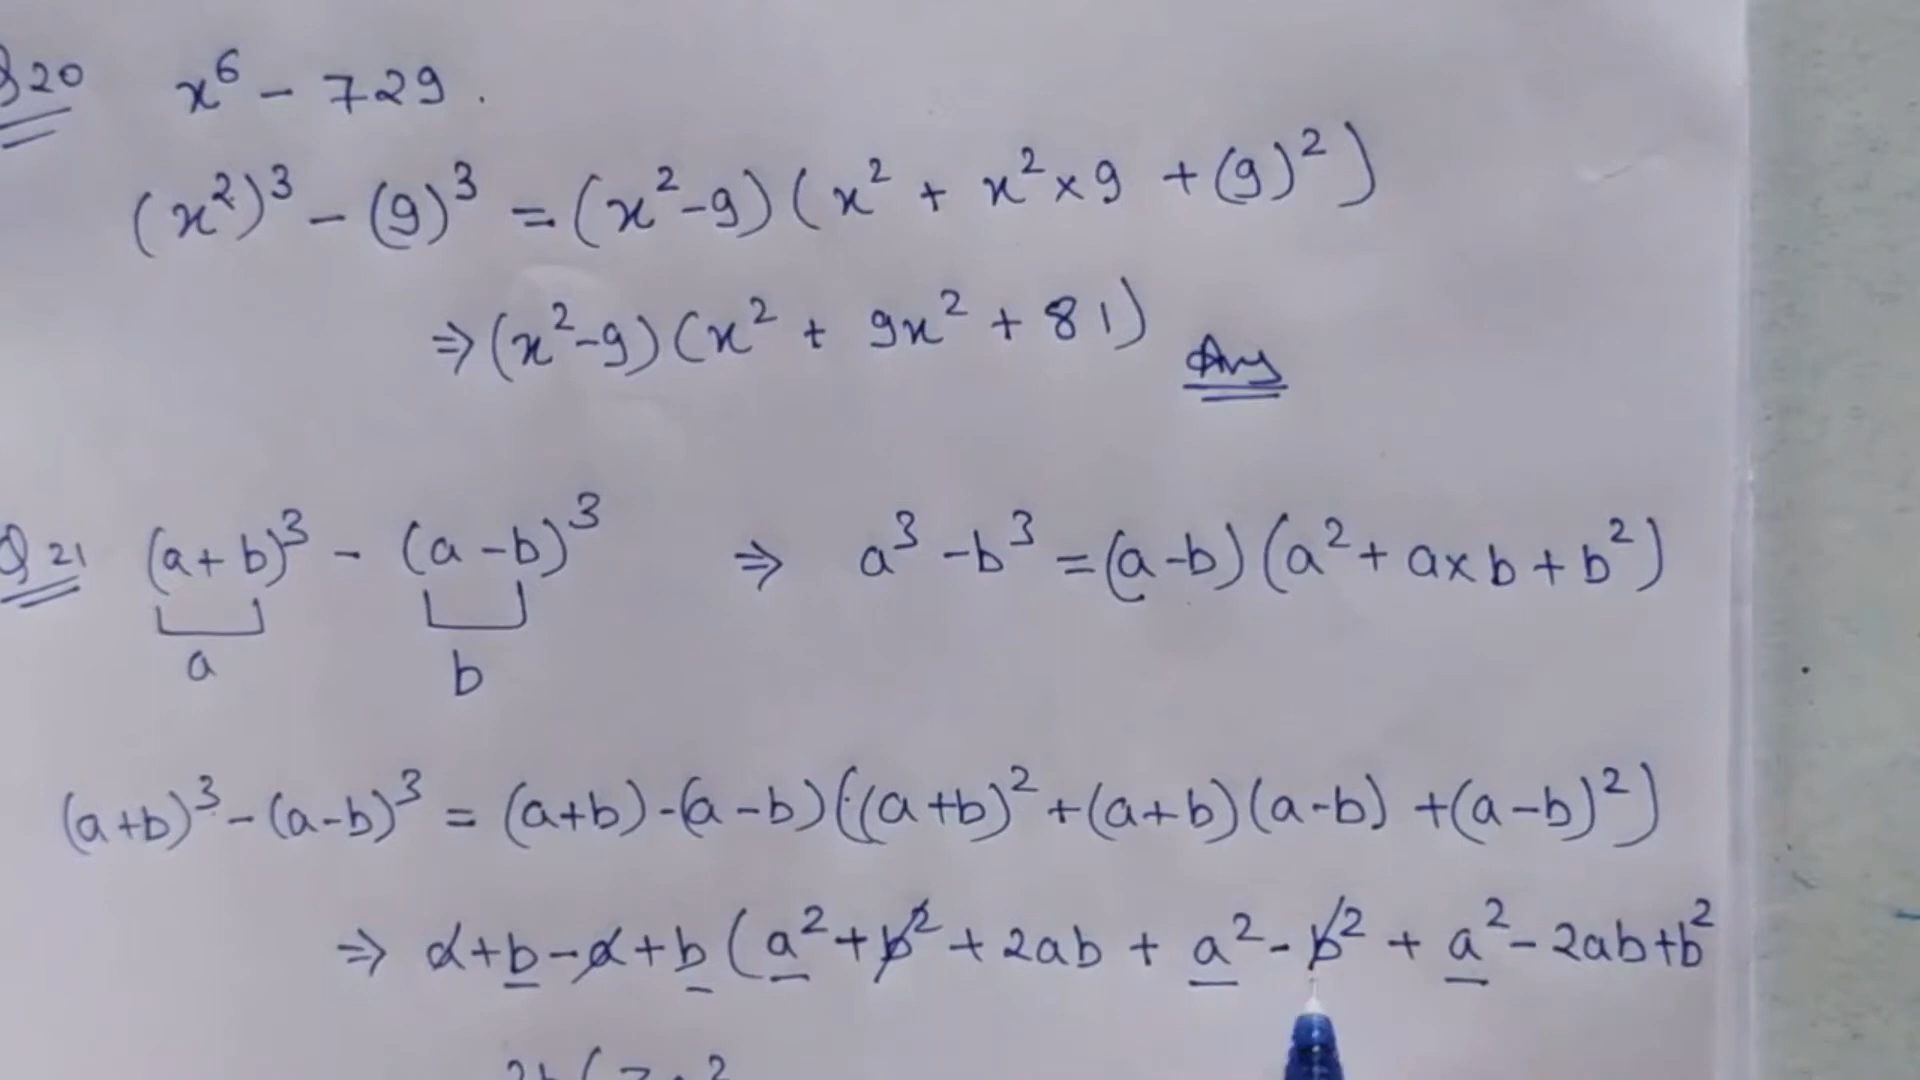 Q20 x⁶ - 729.
(x²)³ - (9)³ = (x²-9)(x² + x²×9 + (9)²)
⇒ (x²-9)(x² + 9x² + 81) Ans
Q21 (a+b)³ - (a-b)³ ⇒ a³-b³ = (a-b)(a²+a×b+b²)
a b
(a+b)³-(a-b)³ = (a+b)-(a-b)((a+b)²+(a+b)(a-b)+(a-b)²)
⇒ a+b-a+b(a²+b²+2ab+a²-b²+a²-2ab+b²